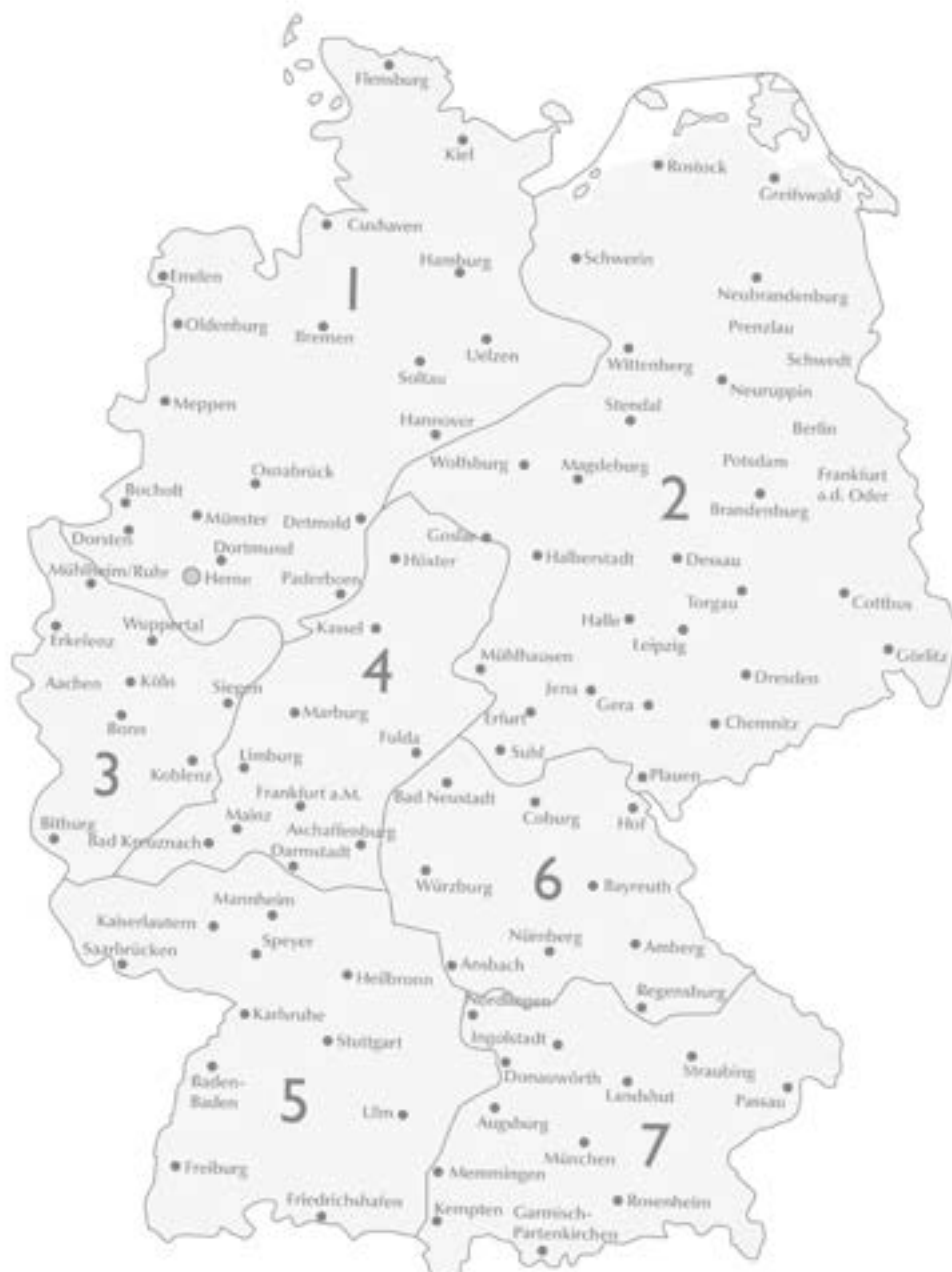 Flensburg
Kiel
Rostock
Greifswald
Cuxhaven
Schwerin
Hamburg
Emden
1
Neubrandenburg
Oldenburg
Bremen
Prenzlau
Uelzen
Wittenberg
Schwedt
Soltau
Neuruppin
Meppen
Stendal
Hannover
Berlin
Wolfsburg
Magdeburg
Potsdam
Osnabrück
Frankfurt
a.d. Oder
Bocholt
2
Brandenburg
Münster
Detmold
Dorsten
Goslar
Dortmund
Höxter
Halberstadt
Dessau
Mühlheim/Ruhr
Herne
Paderborn
Torgau
Cottbus
Wuppertal
Kassel
Halle
Erkelenz
Leipzig
Görlitz
4
Mühlhausen
Aachen
Köln
Siegen
Jena
Dresden
Marburg
Erfurt
Gera
Bonn
Chemnitz
Fulda
Suhl
3
Limburg
Koblenz
Plauen
Frankfurt a.M.
Bad Neustadt
Mainz
Coburg
Hof
Bitburg
Aschaffenburg
Bad Kreuznach
Darmstadt
Würzburg
6
Bayreuth
Mannheim
Kaiserlautern
Speyer
Nürnberg
Amberg
Saarbrücken
Ansbach
Heilbronn
Regensburg
Nördlingen
Karlsruhe
Ingolstadt
Stuttgart
Straubing
Donauwörth
Baden-
Baden
Landshut
Passau
5
Ulm
Augsburg
7
München
Freiburg
Memmingen
Friedrichshafen
Rosenheim
Kempten
Garmisch-
Partenkirchen